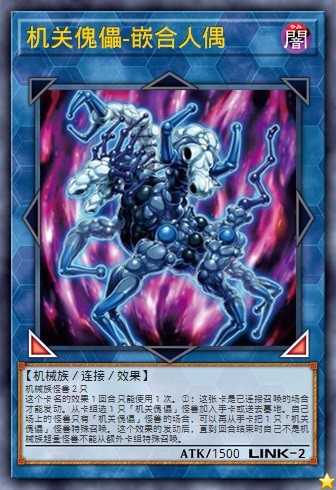 机关傀儡-嵌合人偶
闇
【机械族／连接／效果】
机械族怪兽２只
这个卡名的效果１回合只能使用１次。①：这张卡是已连接召唤的场合
才能发动。从卡组选１只「机关傀儡」怪兽加入手卡或送去墓地。自己
场上的怪兽只有「机关傀儡」怪兽的场合，可以再从手卡把１只「机关
傀儡」怪兽特殊召唤。这个效果的发动后，直到回合结束时自己不是机
械族超量怪兽不能从额外卡组特殊召唤。
ATK/1500 LINK-2